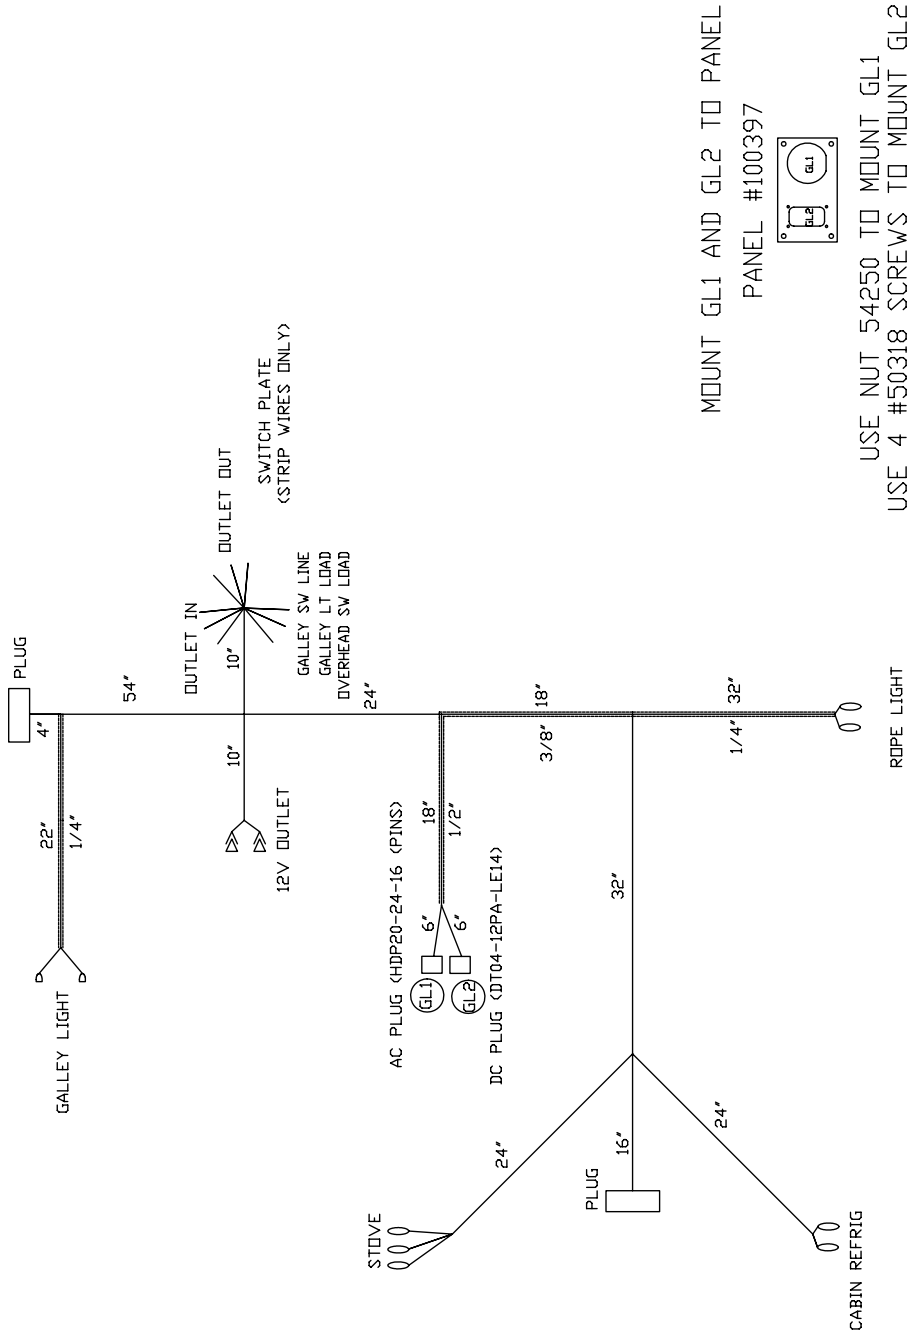 PLUG
4"
22"
1/4"
GALLEY LIGHT
54"
OUTLET IN
OUTLET OUT
SWITCH PLATE
(STRIP WIRES ONLY)
10"
10"
12V OUTLET
GALLEY SW LINE
GALLEY LT LOAD
OVERHEAD SW LOAD
24"
AC PLUG (HDP20-24-16 (PINS)
18"
1/2"
6"
6"
GL1
GL2
DC PLUG (DT04-12PA-LE14)
18"
3/8"
32"
1/4"
ROPE LIGHT
32"
24"
16"
24"
STOVE
PLUG
CABIN REFRIG
MOUNT GL1 AND GL2 TO PANEL
PANEL #100397
GL2
GL1
USE NUT 54250 TO MOUNT GL1
USE 4 #50318 SCREWS TO MOUNT GL2